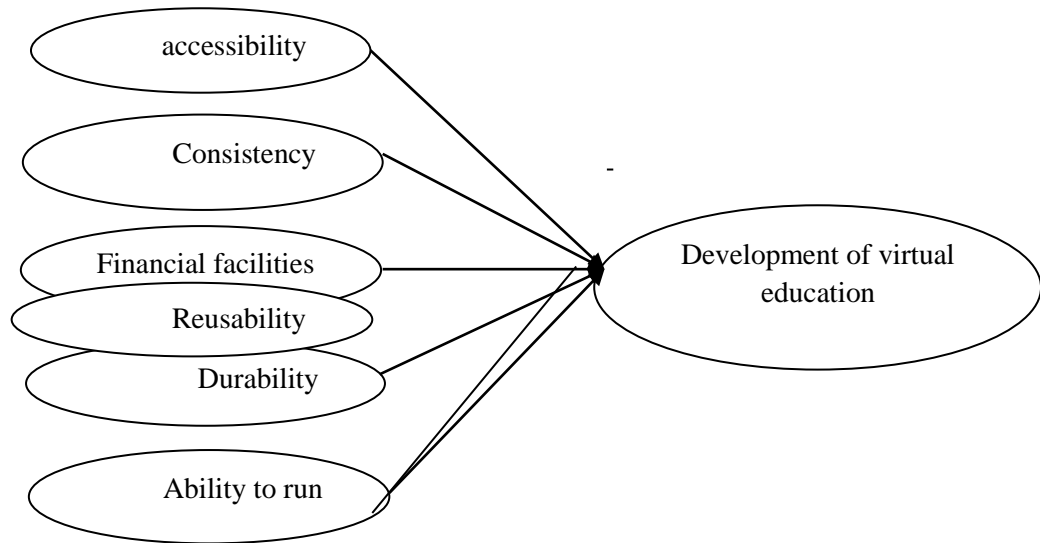 accessibility
Consistency
-
Financial facilities
Reusability
Durability
Ability to run
Development of virtual
education